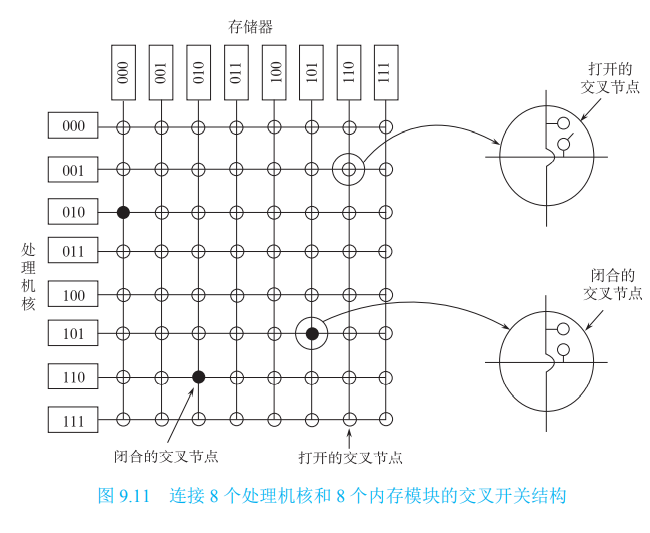 存储器
000
001
010
011
100
101
110
111
打开的
交叉节点
000
001
010
011
100
101
110
111
处理机核
闭合的
交叉节点
闭合的交叉节点
打开的交叉节点
图 9.11 连接 8 个处理机核和 8 个内存模块的交叉开关结构